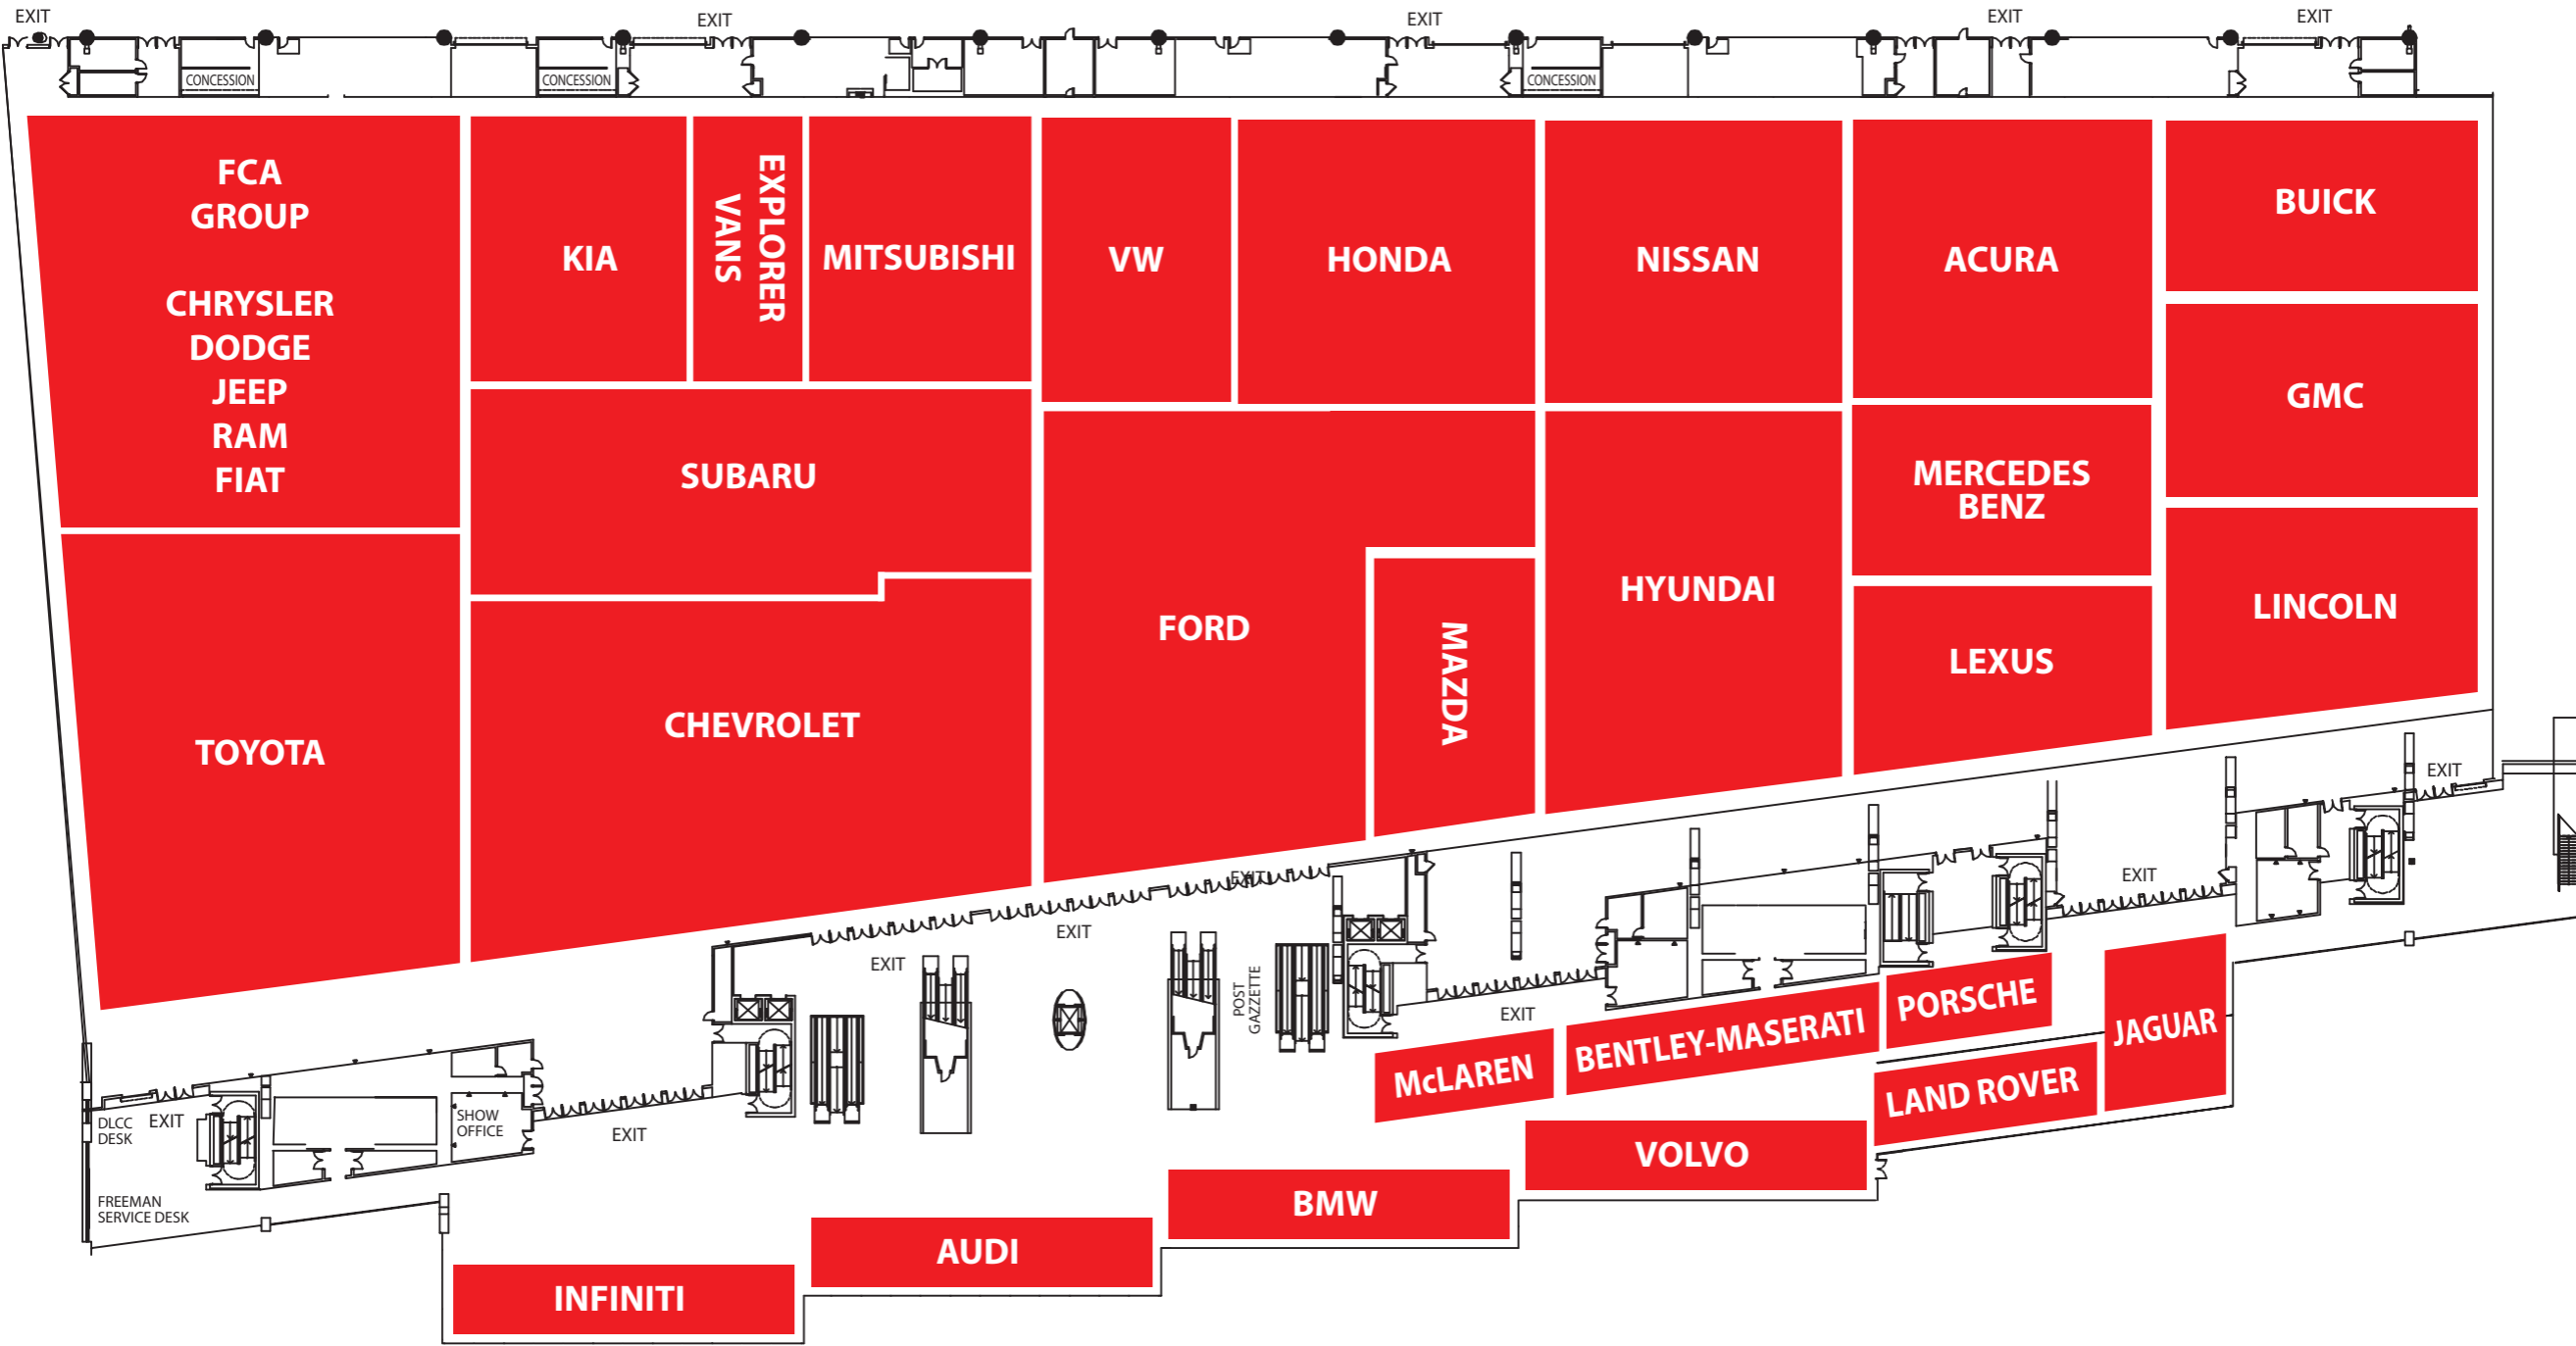 EXIT
EXIT
EXIT
EXIT
EXIT
CONCESSION
CONCESSION
CONCESSION
FCA
GROUP
CHRYSLER
DODGE
JEEP
RAM
FIAT
KIA
EXPLORER
VANS
MITSUBISHI
VW
HONDA
NISSAN
ACURA
BUICK
GMC
SUBARU
MERCEDES
BENZ
HYUNDAI
LINCOLN
FORD
MAZDA
LEXUS
TOYOTA
CHEVROLET
EXIT
EXIT
EXIT
EXIT
EXIT
POST
GAZZETTE
EXIT
PORSCHE
JAGUAR
BENTLEY-MASERATI
McLAREN
LAND ROVER
DLCC
DESK
EXIT
SHOW
OFFICE
EXIT
VOLVO
FREEMAN
SERVICE DESK
BMW
AUDI
INFINITI